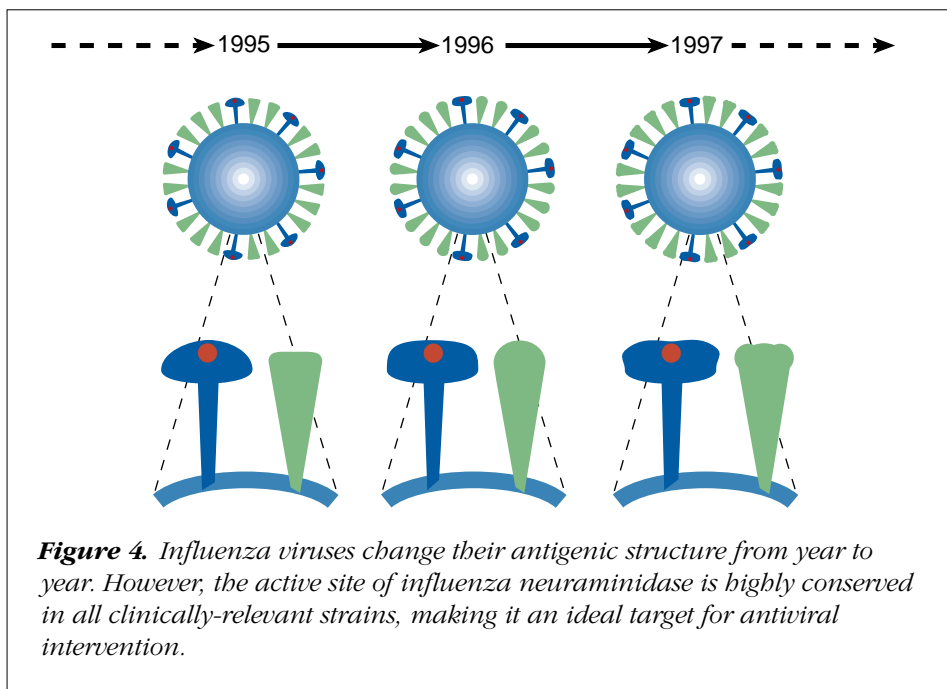 1995 1996 1997
Figure 4. Influenza viruses change their antigenic structure from year to
year. However, the active site of influenza neuraminidase is highly conserved
in all clinically-relevant strains, making it an ideal target for antiviral
intervention.